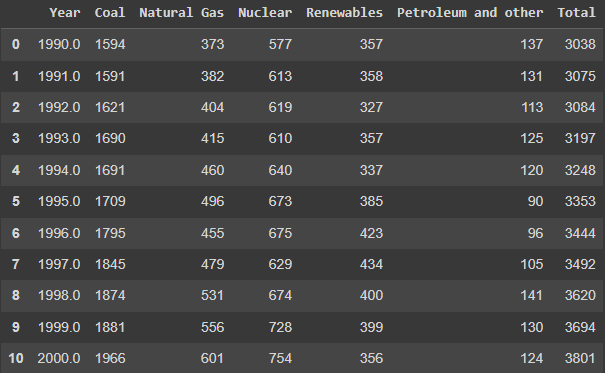 Year Coal Natural Gas Nuclear Renewables Petroleum and other Total
0 1990.0 1594 373 577 357 137 3038
1 1991.0 1591 382 613 358 131 3075
2 1992.0 1621 404 619 327 113 3084
3 1993.0 1690 415 610 357 125 3197
4 1994.0 1691 460 640 337 120 3248
5 1995.0 1709 496 673 385 90 3353
6 1996.0 1795 455 675 423 96 3444
7 1997.0 1845 479 629 434 105 3492
8 1998.0 1874 531 674 400 141 3620
9 1999.0 1881 556 728 399 130 3694
10 2000.0 1966 601 754 356 124 3801